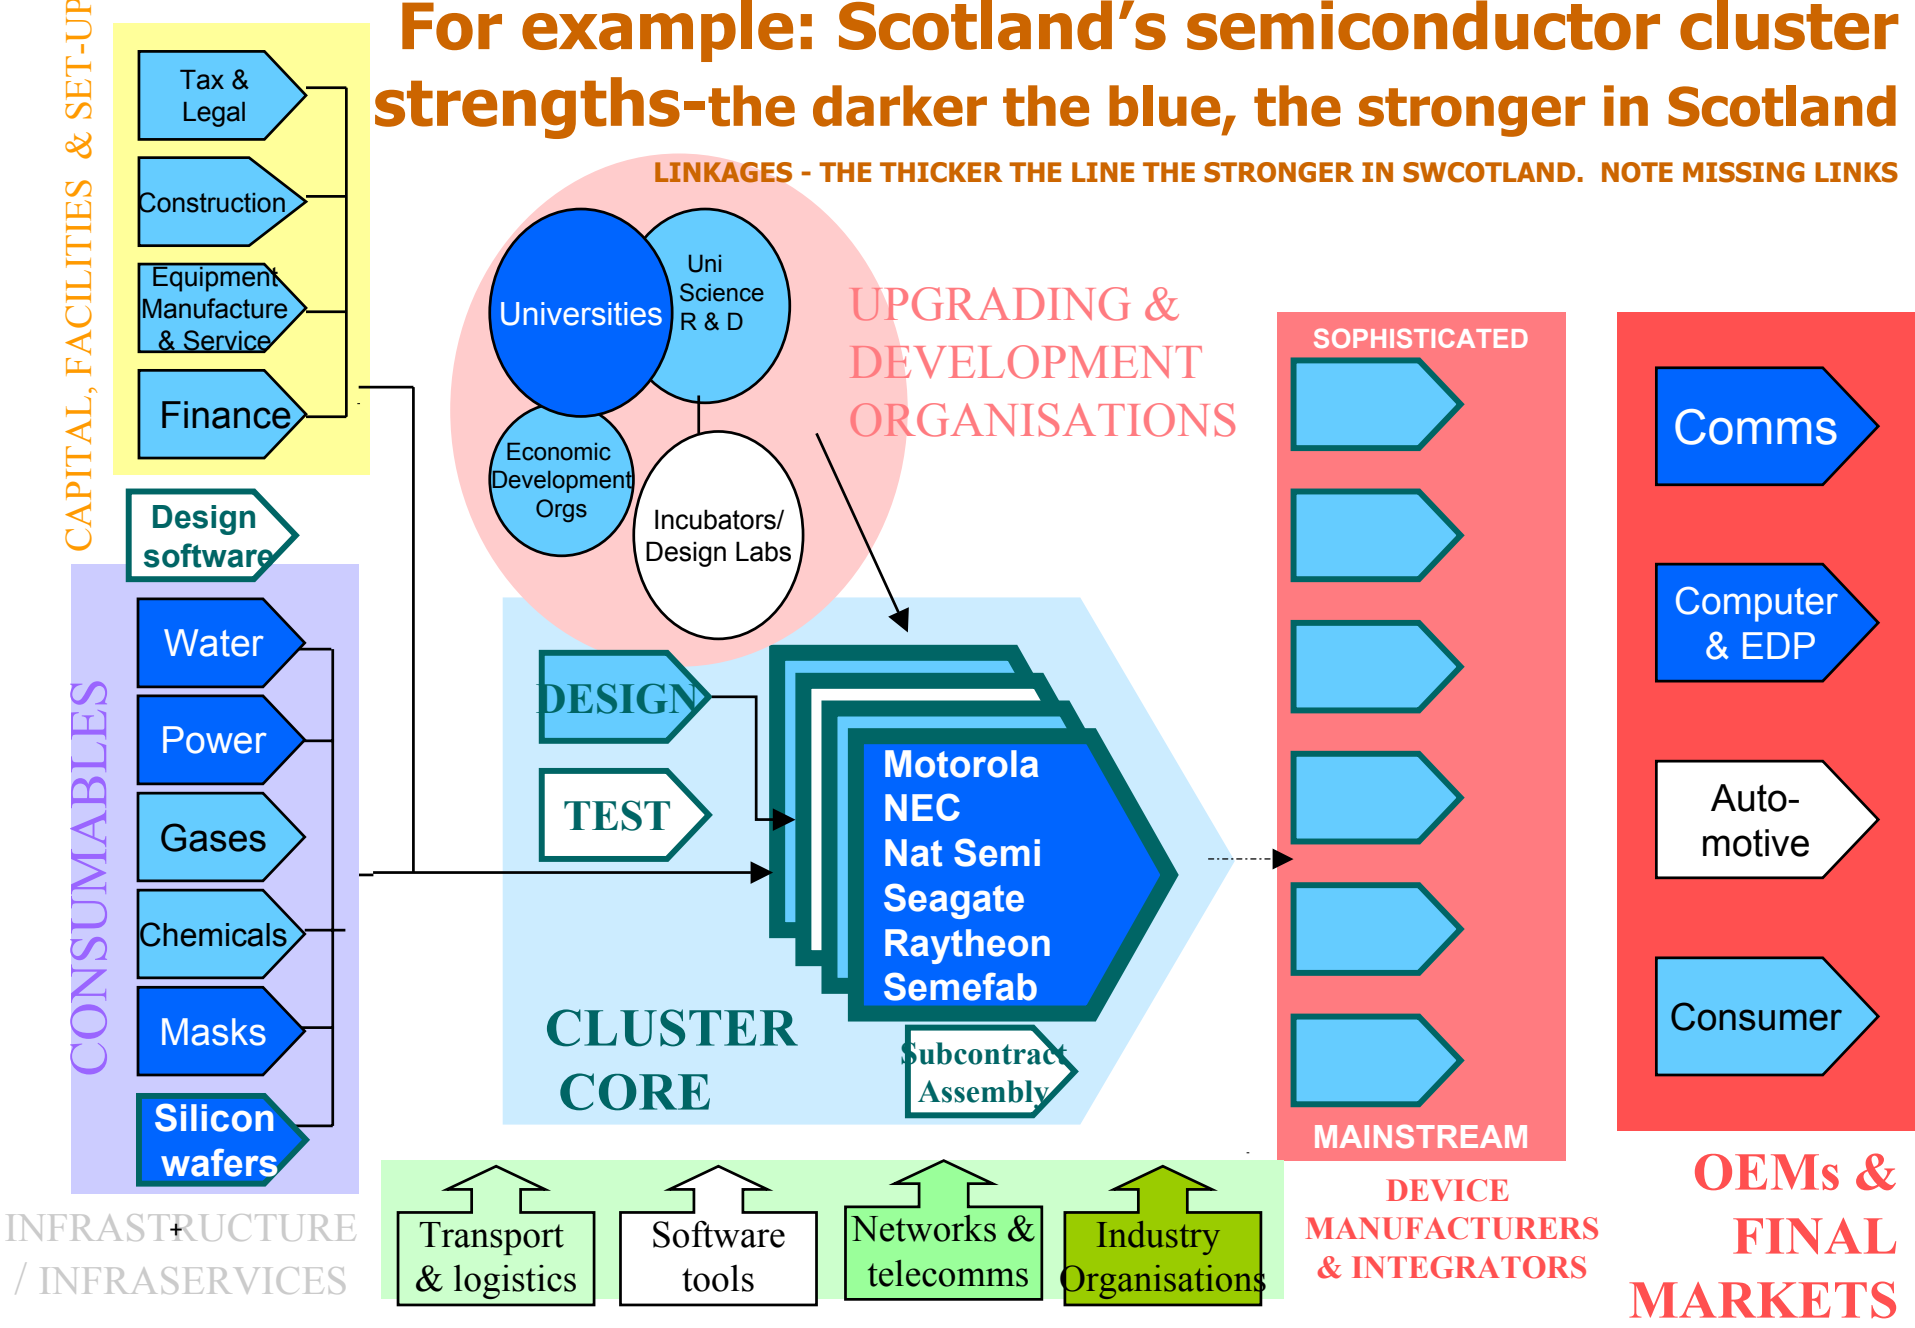 For example: Scotland’s semiconductor cluster
strengths-the darker the blue, the stronger in Scotland
LINKAGES - THE THICKER THE LINE THE STRONGER IN SWCOTLAND.  NOTE MISSING LINKS
CAPITAL, FACILITIES & SET-UP
Tax &
Legal
Construction
Equipment
Manufacture
& Service
Finance
Design
software
CONSUMABLES
Water
Power
Gases
Chemicals
Masks
Silicon
wafers
Universities
Uni
Science
R & D
Economic
Development
Orgs
Incubators/
Design Labs
UPGRADING &
DEVELOPMENT
ORGANISATIONS
DESIGN
TEST
Motorola
NEC
Nat Semi
Seagate
Raytheon
Semefab
CLUSTER
CORE
Subcontract
Assembly
SOPHISTICATED
MAINSTREAM
DEVICE
MANUFACTURERS
& INTEGRATORS
Comms
Computer
& EDP
Auto-
motive
Consumer
OEMs &
FINAL
MARKETS
INFRASTRUCTURE
+
/ INFRASERVICES
Transport
& logistics
Software
tools
Networks &
telecomms
Industry
Organisations